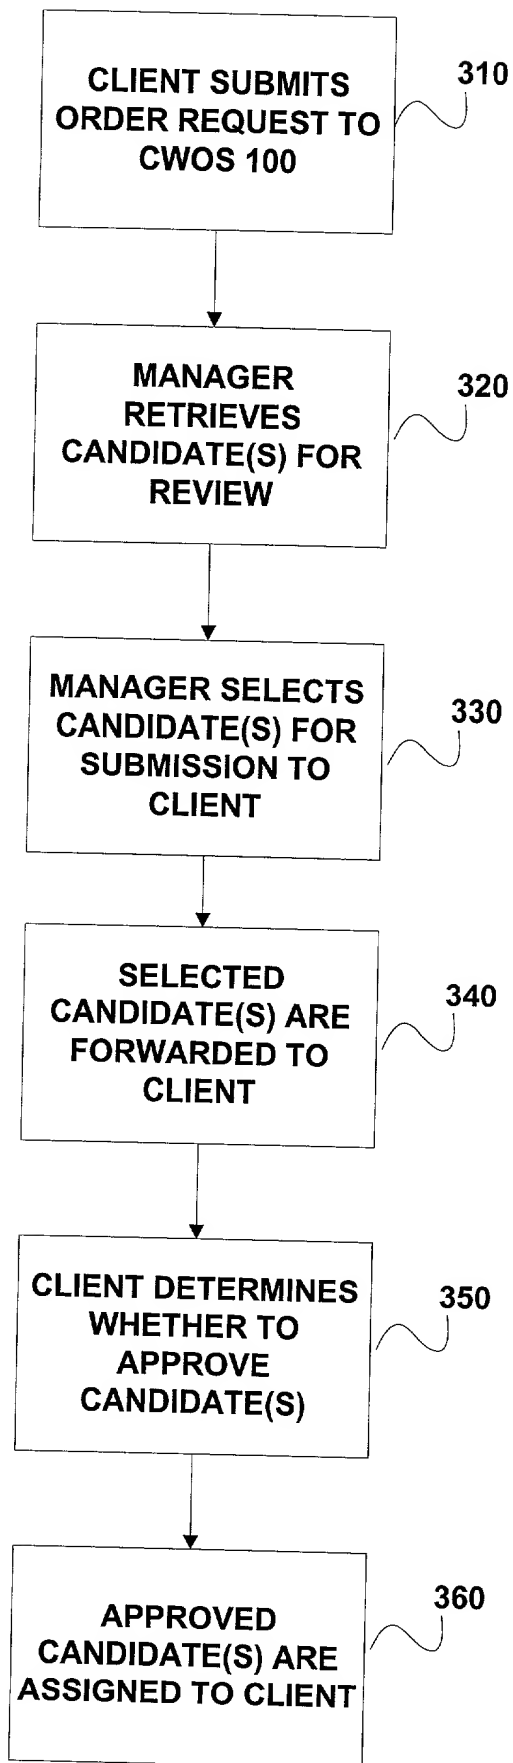 CLIENT SUBMITS
ORDER REQUEST TO
CWOS 100
310
MANAGER
RETRIEVES
CANDIDATE(S) FOR
REVIEW
320
MANAGER SELECTS
CANDIDATE(S) FOR
SUBMISSION TO
CLIENT
330
SELECTED
CANDIDATE(S) ARE
FORWARDED TO
CLIENT
340
CLIENT DETERMINES
WHETHER TO
APPROVE
CANDIDATE(S)
350
APPROVED
CANDIDATE(S) ARE
ASSIGNED TO CLIENT
360